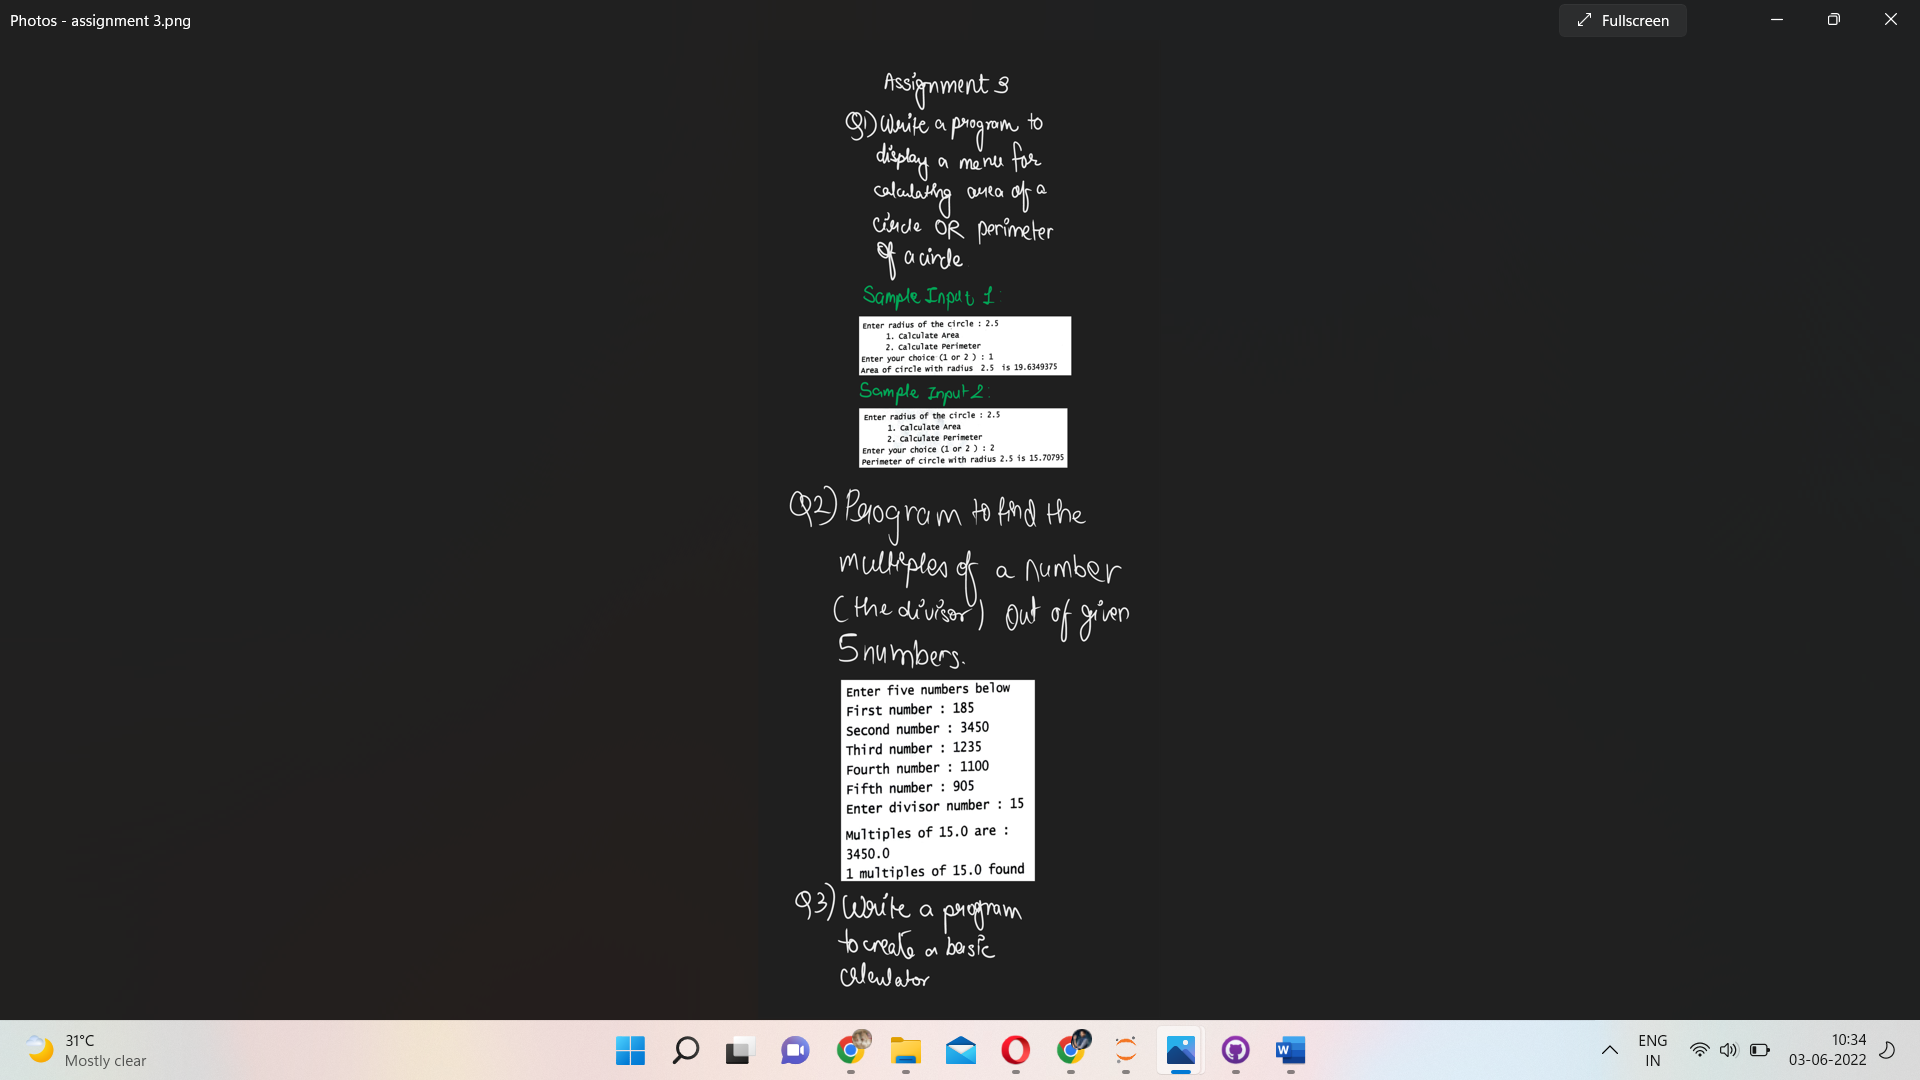 Photos - assignment 3.png
Fullscreen
Assignment 3
Q1) Write a program to
display a menu for
calculating area of a
circle OR perimeter
of a circle.
Sample Input 1:
Enter radius of the circle : 2.5
1. Calculate Area
2. Calculate Perimeter
Enter your choice (1 or 2 ) : 1
Area of circle with radius 2.5 is 19.6349375
Sample Input 2:
Enter radius of the circle : 2.5
1. Calculate Area
2. Calculate Perimeter
Enter your choice (1 or 2 ) : 2
Perimeter of circle with radius 2.5 is 15.70795
Q2) Program to find the
multiples of a number
(the divisor) Out of given
5 numbers.
Enter five numbers below
First number : 185
Second number : 3450
Third number : 1235
Fourth number : 1100
Fifth number : 905
Enter divisor number : 15
Multiples of 15.0 are :
3450.0
1 multiples of 15.0 found
Q3) Write a program
to create a basic
calculator
31°C
Mostly clear
ENG
IN
10:34
03-06-2022